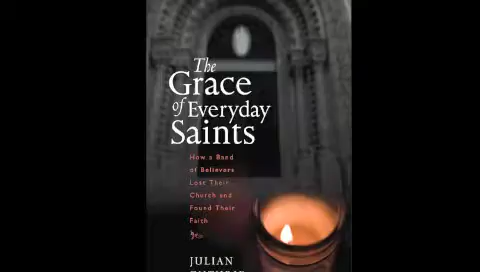 The
Grace
of Everyday
Saints
How a Band
of Believers
Lost Their
Church and
Found Their
Faith
JULIAN